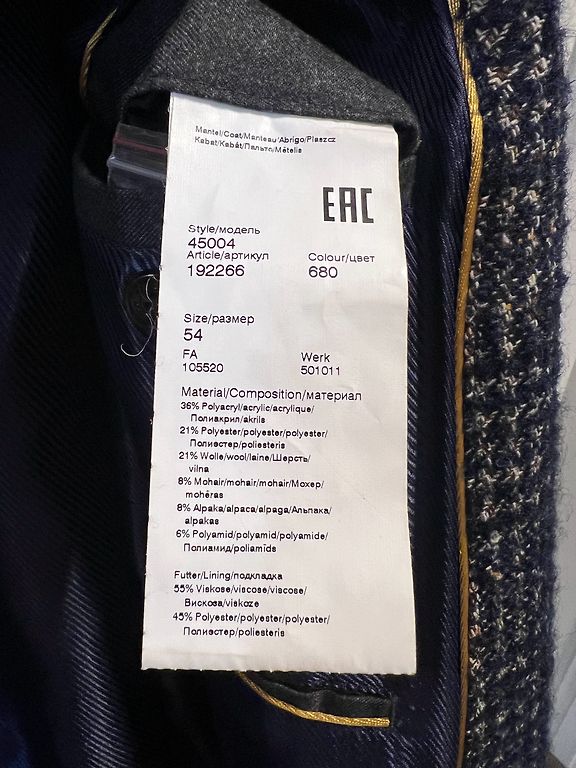 Mantel/Coat/Manteau/Abrigo/Plaszcz
Kabat/Kabát/Пальто/Mētelis
EAC
Style/модель
45004
Article/артикул Colour/цвет
192266 680
Size/размер
54
FA Werk
105520 501011
Material/Composition/материал
36% Polyacryl/acrylic/acrylique/
Полиакрил/akrils
21% Polyester/polyester/polyester/
Полиэстер/poliesteris
21% Wolle/wool/laine/Шерсть/
vilna
8% Mohair/mohair/mohair/Мохер/
mohēras
8% Alpaka/alpaca/alpaga/Альпака/
alpakas
6% Polyamid/polyamid/polyamide/
Полиамид/poliamids
Futter/Lining/подкладка
55% Viskose/viscose/viscose/
Вискоза/viskoze
45% Polyester/polyester/polyester/
Полиэстер/poliesteris